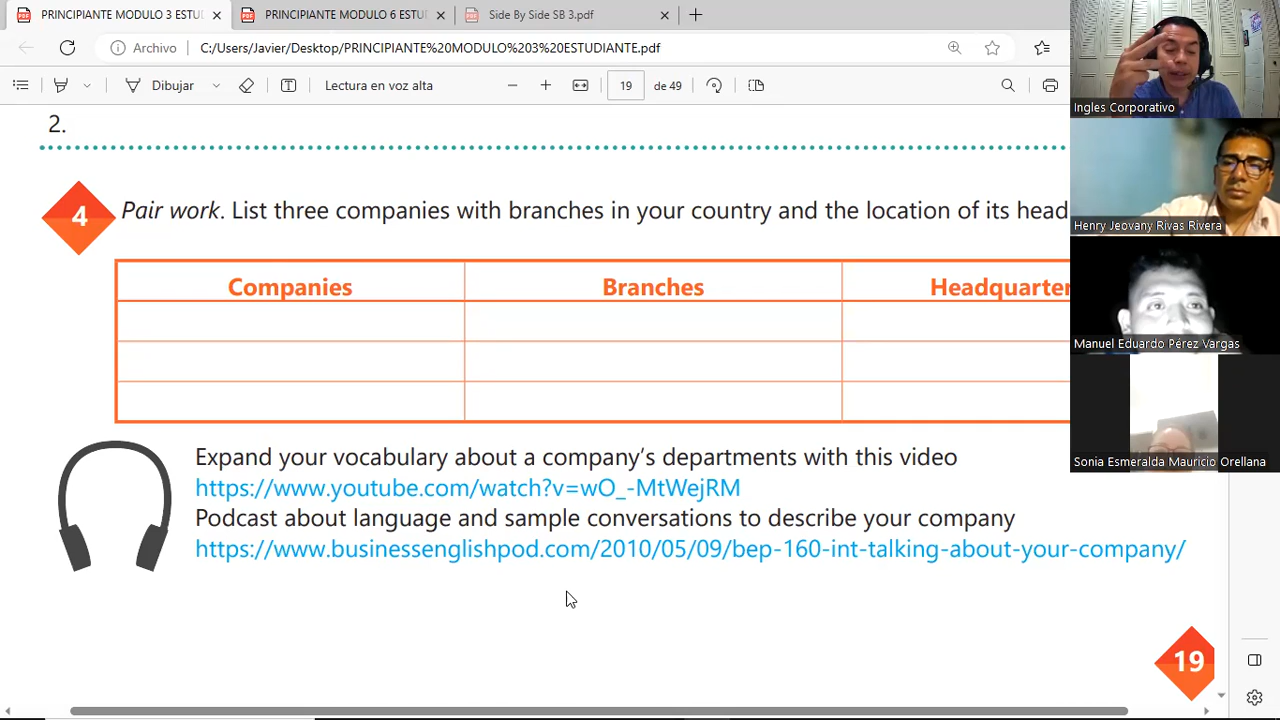 PRINCIPIANTE MODULO 3 ESTUD
PRINCIPIANTE MODULO 6 ESTU
Side By Side SB 3.pdf
Archivo
C:/Users/Javier/Desktop/PRINCIPIANTE%20MODULO%203%20ESTUDIANTE.pdf
Dibujar
Lectura en voz alta
19
de 49
2.
4
Pair work. List three companies with branches in your country and the location of its head
Companies
Branches
Headquarter
Expand your vocabulary about a company's departments with this video
https://www.youtube.com/watch?v=wO_-MtWejRM
Podcast about language and sample conversations to describe your company
https://www.businessenglishpod.com/2010/05/09/bep-160-int-talking-about-your-company/
19
Ingles Corporativo
Henry Jeovany Rivas Rivera
Manuel Eduardo Pérez Vargas
Sonia Esmeralda Mauricio Orellana